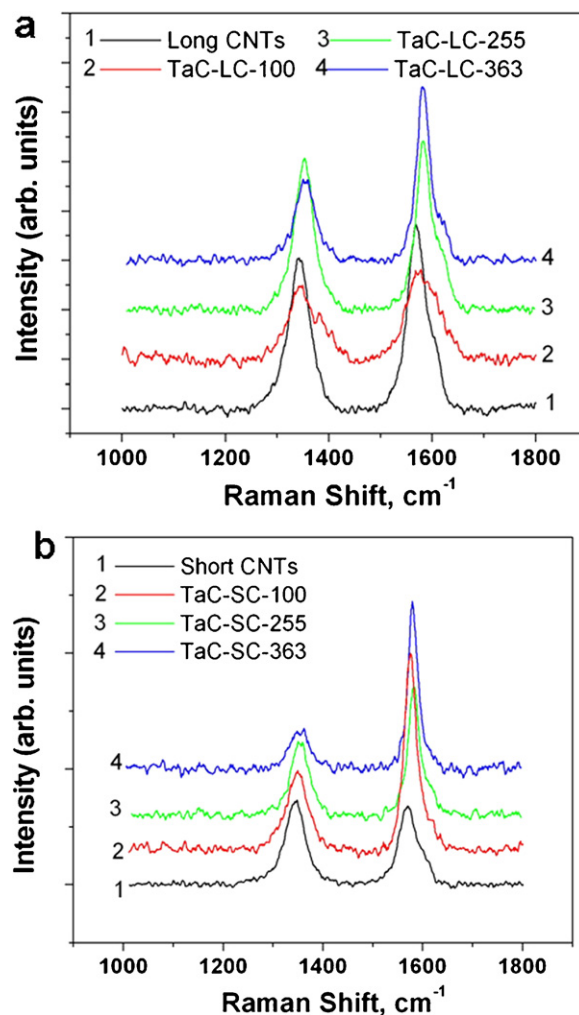 a
1 Long CNTs 3 TaC-LC-255
2 TaC-LC-100 4 TaC-LC-363
Intensity (arb. units)
4
3
2
1
1000 1200 1400 1600 1800
Raman Shift, cm⁻¹
b
1 Short CNTs
2 TaC-SC-100
3 TaC-SC-255
4 TaC-SC-363
Intensity (arb. units)
4
3
2
1
1000 1200 1400 1600 1800
Raman Shift, cm⁻¹